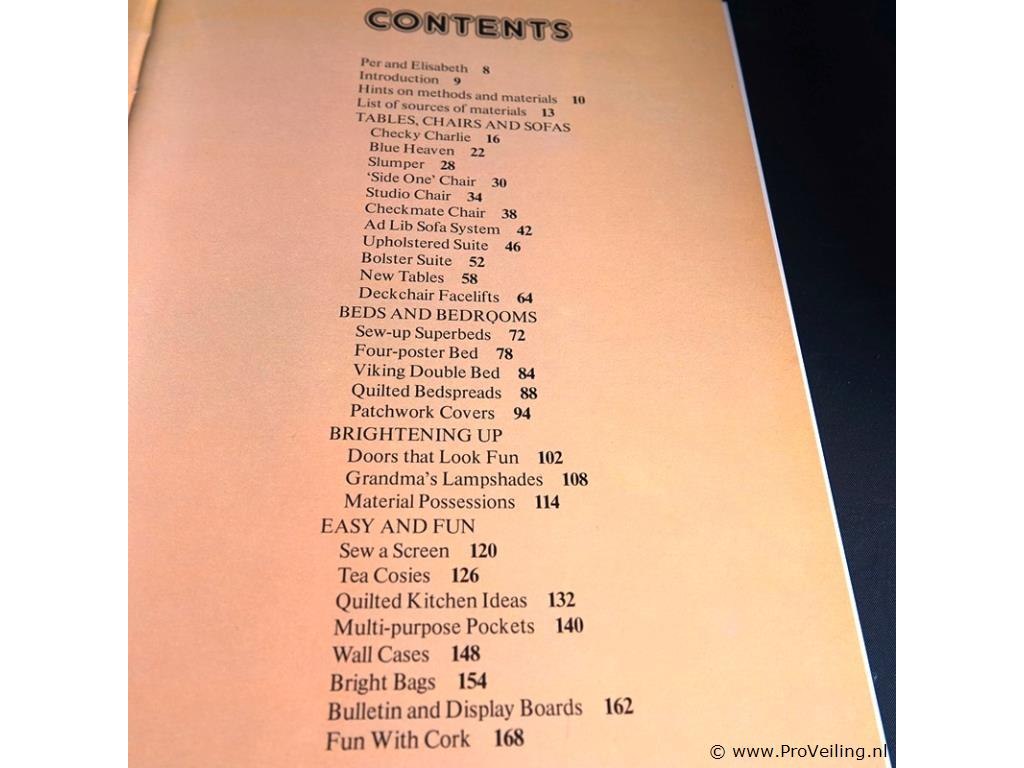 CONTENTS
Per and Elisabeth 8
Introduction 9
Hints on methods and materials 10
List of sources of materials 13
TABLES, CHAIRS AND SOFAS
Checky Charlie 16
Blue Heaven 22
Slumper 28
‘Side One’ Chair 30
Studio Chair 34
Checkmate Chair 38
Ad Lib Sofa System 42
Upholstered Suite 46
Bolster Suite 52
New Tables 58
Deckchair Facelifts 64
BEDS AND BEDROOMS
Sew-up Superbeds 72
Four-poster Bed 78
Viking Double Bed 84
Quilted Bedspreads 88
Patchwork Covers 94
BRIGHTENING UP
Doors that Look Fun 102
Grandma’s Lampshades 108
Material Possessions 114
EASY AND FUN
Sew a Screen 120
Tea Cosies 126
Quilted Kitchen Ideas 132
Multi-purpose Pockets 140
Wall Cases 148
Bright Bags 154
Bulletin and Display Boards 162
Fun With Cork 168
© www.ProVeiling.nl